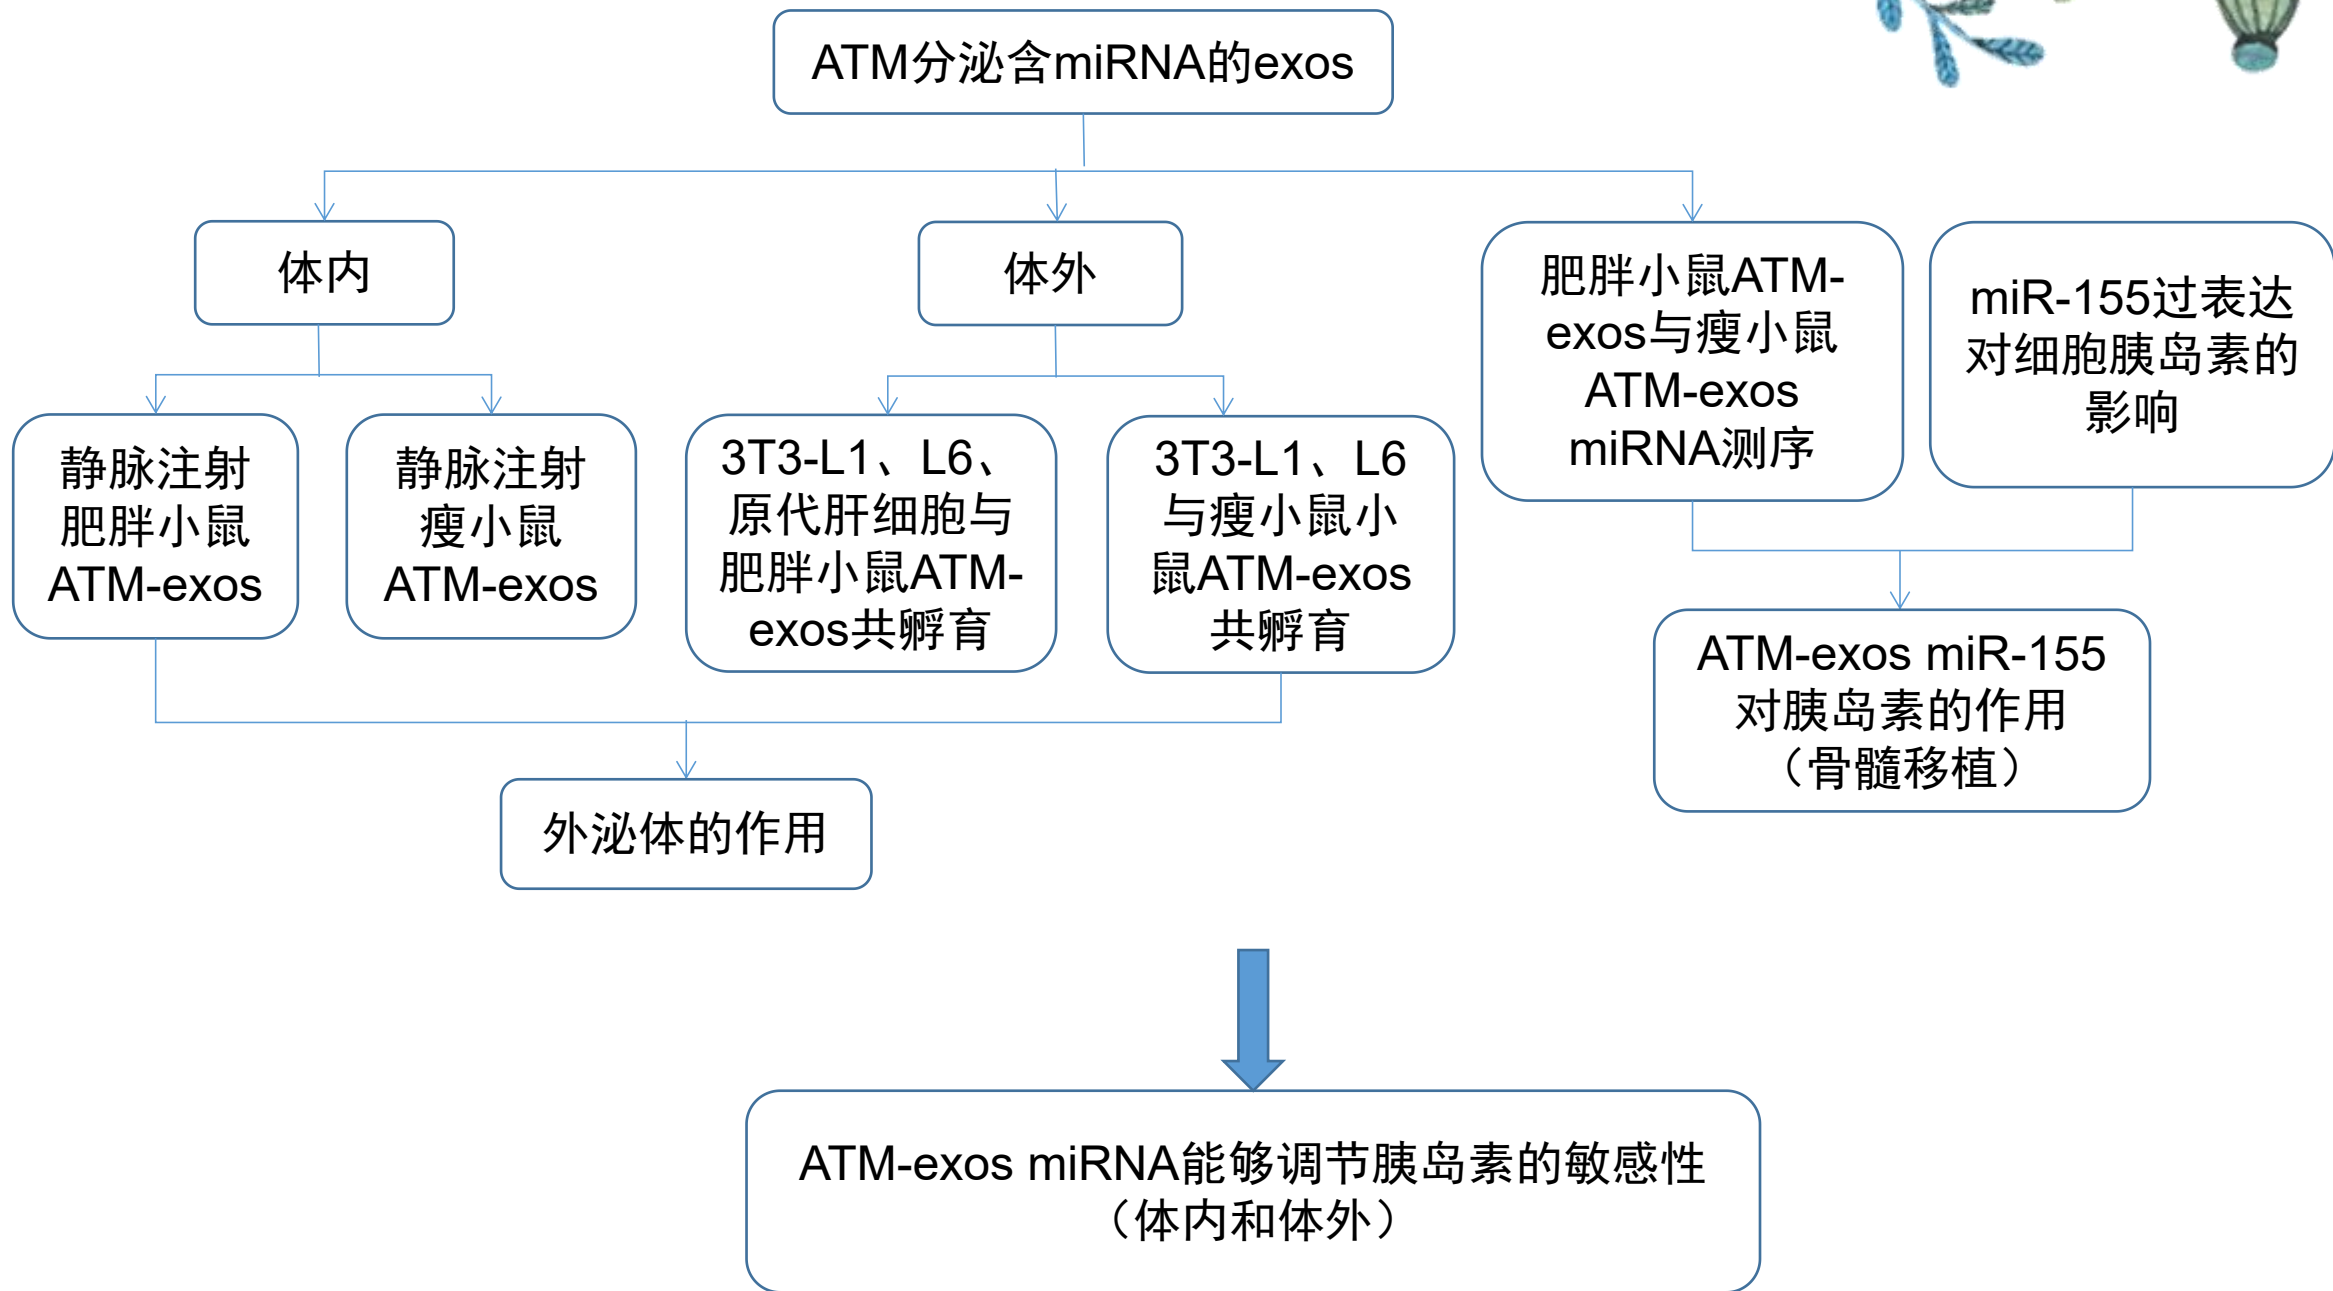 ATM分泌含miRNA的exos
体内
体外
肥胖小鼠ATM-
exos与瘦小鼠
ATM-exos
miRNA测序
miR-155过表达
对细胞胰岛素的
影响
静脉注射
肥胖小鼠
ATM-exos
静脉注射
瘦小鼠
ATM-exos
3T3-L1、L6、
原代肝细胞与
肥胖小鼠ATM-
exos共孵育
3T3-L1、L6
与瘦小鼠小
鼠ATM-exos
共孵育
ATM-exos miR-155
对胰岛素的作用
（骨髓移植）
外泌体的作用
ATM-exos miRNA能够调节胰岛素的敏感性
（体内和体外）